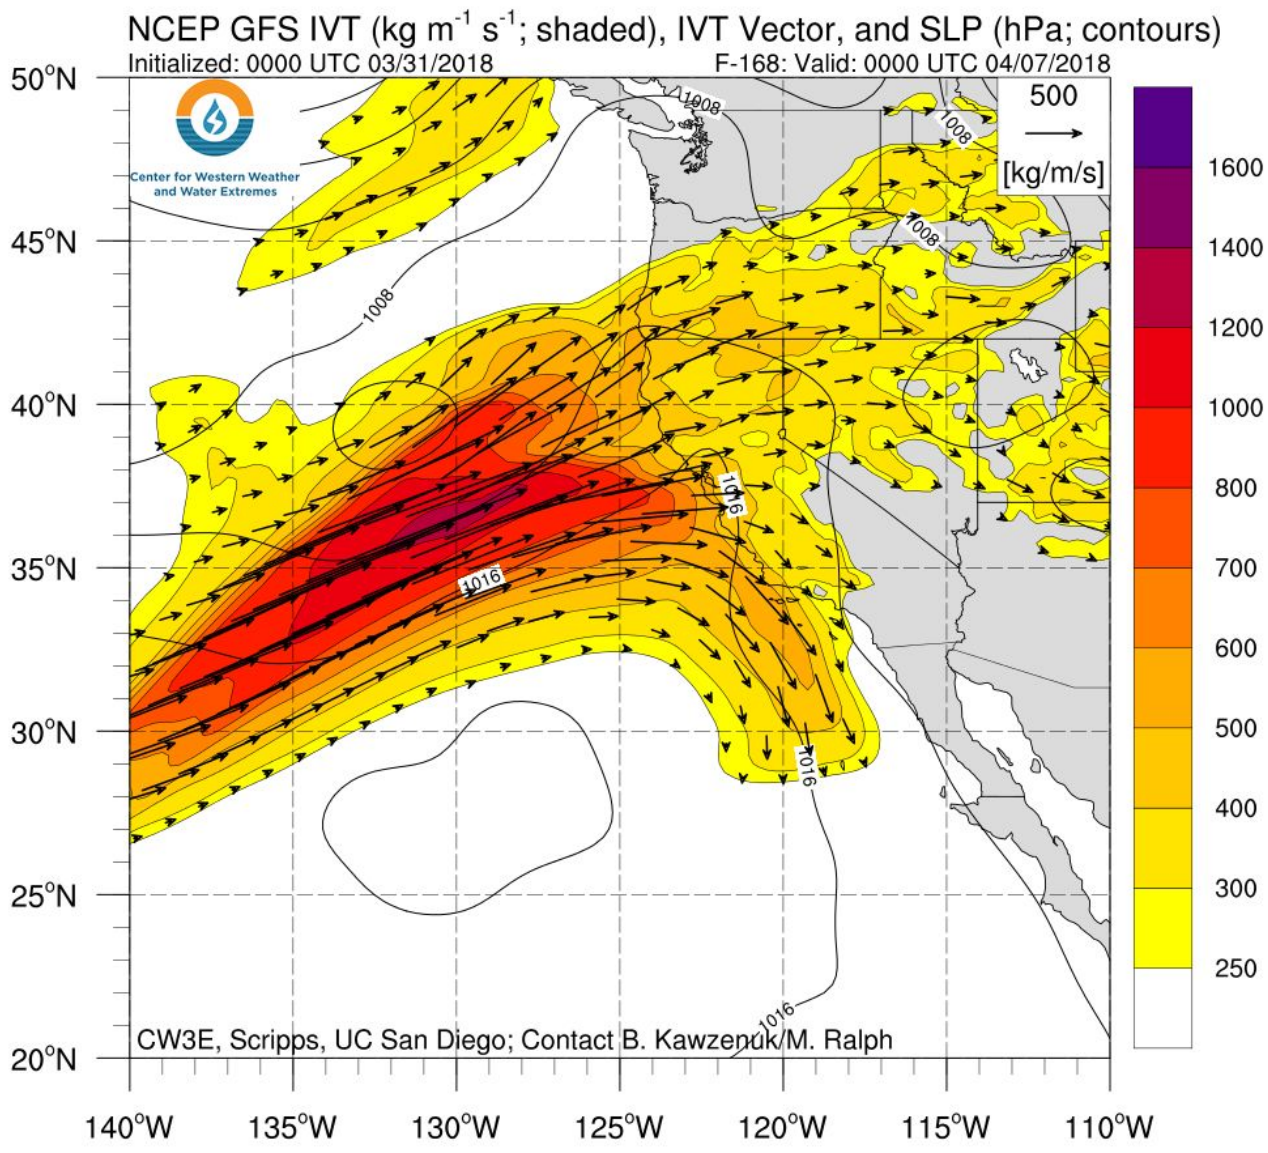 NCEP GFS IVT (kg m⁻¹ s⁻¹; shaded), IVT Vector, and SLP (hPa; contours)
Initialized: 0000 UTC 03/31/2018 F-168: Valid: 0000 UTC 04/07/2018
50°N
45°N
40°N
35°N
30°N
25°N
20°N
Center for Western Weather
and Water Extremes
500
[kg/m/s]
1008
1008
1008
1008
1016
1016
1016
1016
CW3E, Scripps, UC San Diego; Contact B. Kawzenuk/M. Ralph
140°W 135°W 130°W 125°W 120°W 115°W 110°W
1600
1400
1200
1000
800
700
600
500
400
300
250